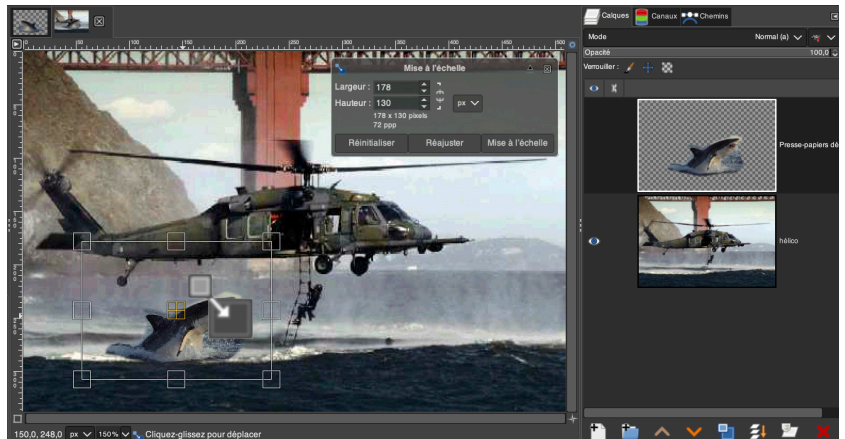 Calques Canaux Chemins
Mode Normal (a)
Opacité 100,0
Verrouiller :
Mise à l'échelle
Largeur : 178
Hauteur : 130 px
178 x 130 pixels
72 ppp
Réinitialiser Réajuster Mise à l'échelle
Presse-papiers dé
hélico
150,0, 248,0 px 150% Cliquez-glissez pour déplacer